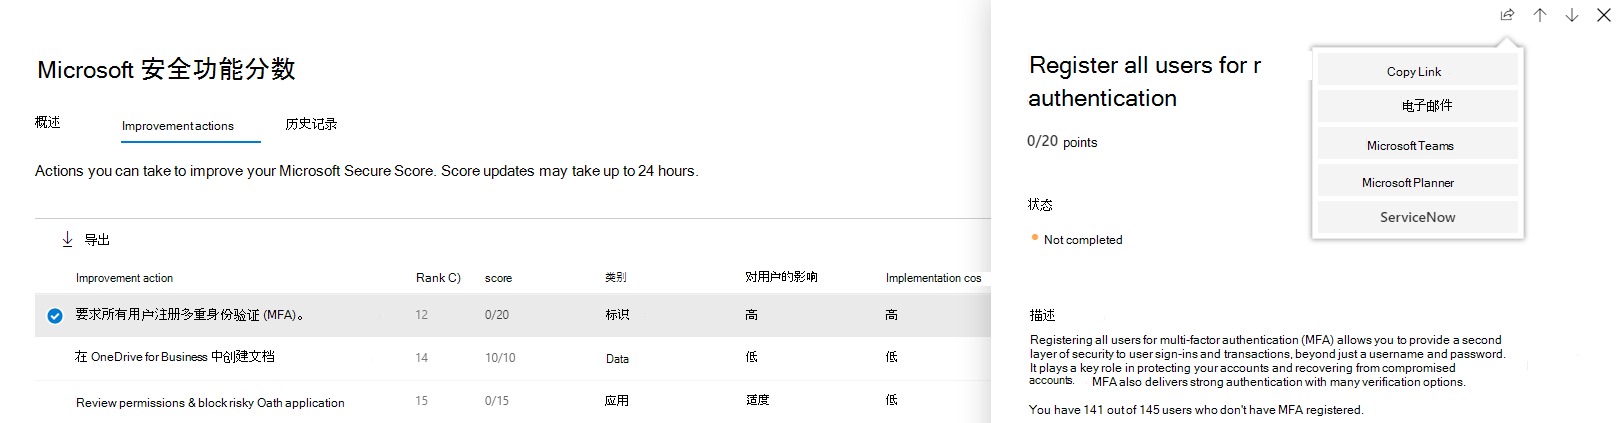 Microsoft 安全功能分数
概述
Improvement actions
历史记录
Actions you can take to improve your Microsoft Secure Score. Score updates may take up to 24 hours.
导出
Improvement action
Rank C)
score
类别
对用户的影响
Implementation cos
要求所有用户注册多重身份验证 (MFA)。
12
0/20
标识
高
高
在 OneDrive for Business 中创建文档
14
10/10
Data
低
低
Review permissions & block risky Oath application
15
0/15
应用
适度
低
Register all users for r
authentication
0/20 points
Copy Link
电子邮件
Microsoft Teams
Microsoft Planner
ServiceNow
状态
Not completed
描述
Registering all users for multi-factor authentication (MFA) allows you to provide a second
layer of security to user sign-ins and transactions, beyond just a username and password.
It plays a key role in protecting your accounts and recovering from compromised
accounts. MFA also delivers strong authentication with many verification options.
You have 141 out of 145 users who don't have MFA registered.